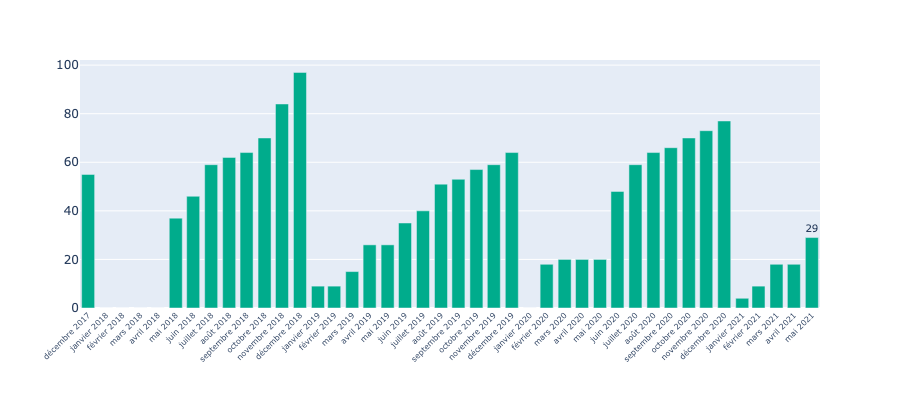 100
80
60
40
20
0
29
décembre 2017
janvier 2018
février 2018
mars 2018
avril 2018
mai 2018
juin 2018
juillet 2018
août 2018
septembre 2018
octobre 2018
novembre 2018
décembre 2018
janvier 2019
février 2019
mars 2019
avril 2019
mai 2019
juin 2019
juillet 2019
août 2019
septembre 2019
octobre 2019
novembre 2019
décembre 2019
janvier 2020
février 2020
mars 2020
avril 2020
mai 2020
juin 2020
juillet 2020
août 2020
septembre 2020
octobre 2020
novembre 2020
décembre 2020
janvier 2021
février 2021
mars 2021
avril 2021
mai 2021